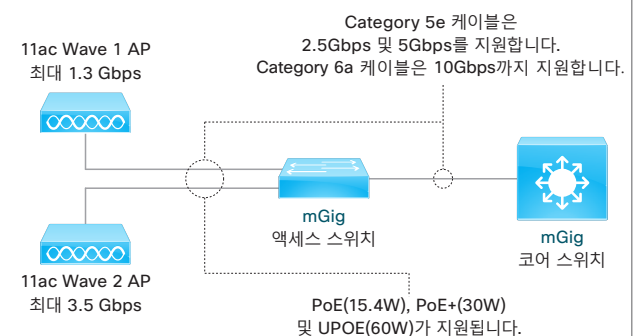 Category 5e 케이블은
2.5Gbps 및 5Gbps를 지원합니다.
Category 6a 케이블은 10Gbps까지 지원합니다.
11ac Wave 1 AP
최대 1.3 Gbps
mGig
액세스 스위치
mGig
코어 스위치
11ac Wave 2 AP
최대 3.5 Gbps
PoE(15.4W), PoE+(30W)
및 UPOE(60W)가 지원됩니다.